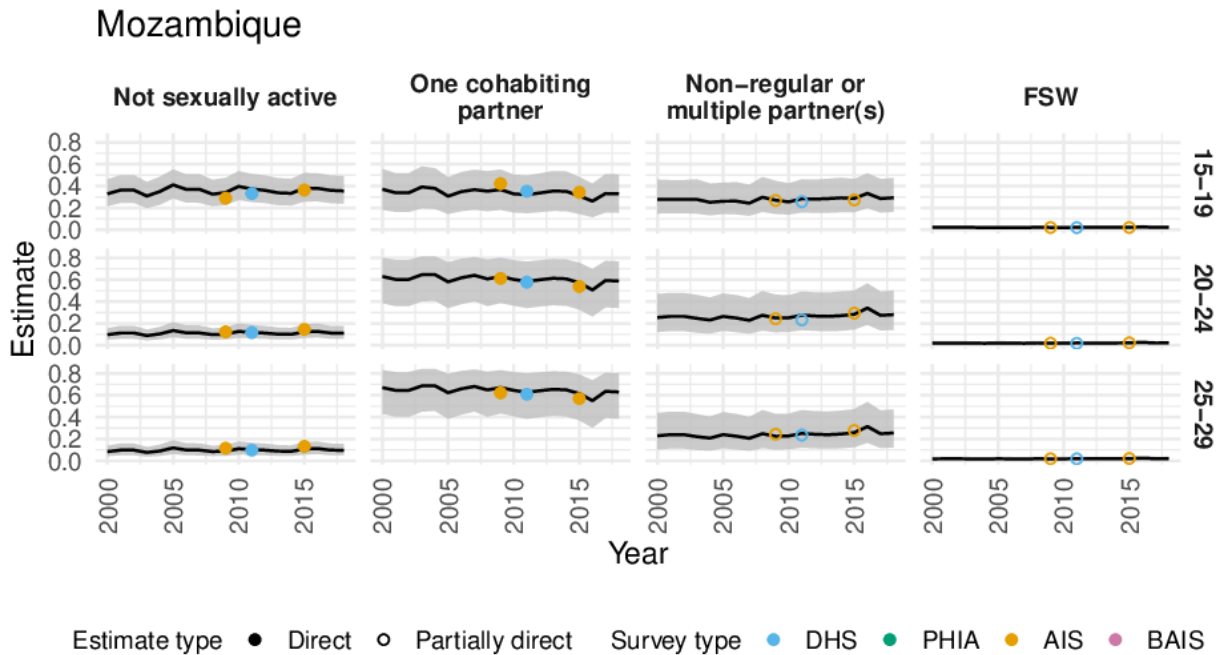 Mozambique
Not sexually active
One cohabiting
partner
Non−regular or
multiple partner(s)
FSW
0.8
0.6
0.4
0.2
0.0
15−19
0.8
0.6
0.4
0.2
0.0
20−24
0.8
0.6
0.4
0.2
0.0
25−29
Estimate
2000 2005 2010 2015
2000 2005 2010 2015
2000 2005 2010 2015
2000 2005 2010 2015
Year
Estimate type Direct Partially direct Survey type DHS PHIA AIS BAIS